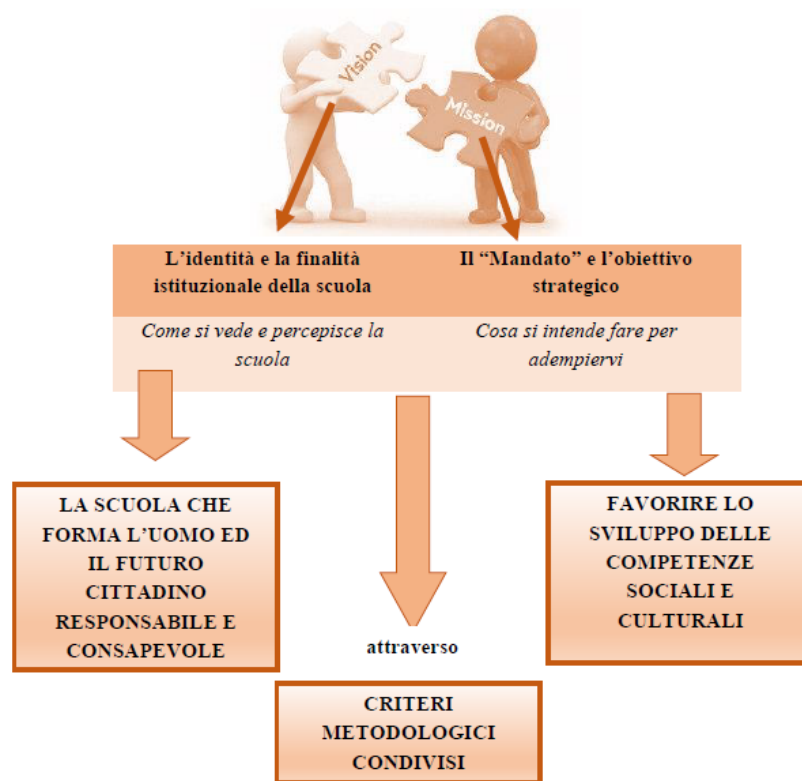 Vision
Mission
L’identità e la finalità
istituzionale della scuola
Il “Mandato” e l’obiettivo
strategico
Come si vede e percepisce la
scuola
Cosa si intende fare per
adempiervi
LA SCUOLA CHE
FORMA L’UOMO ED
IL FUTURO
CITTADINO
RESPONSABILE E
CONSAPEVOLE
FAVORIRE LO
SVILUPPO DELLE
COMPETENZE
SOCIALI E
CULTURALI
attraverso
CRITERI
METODOLOGICI
CONDIVISI